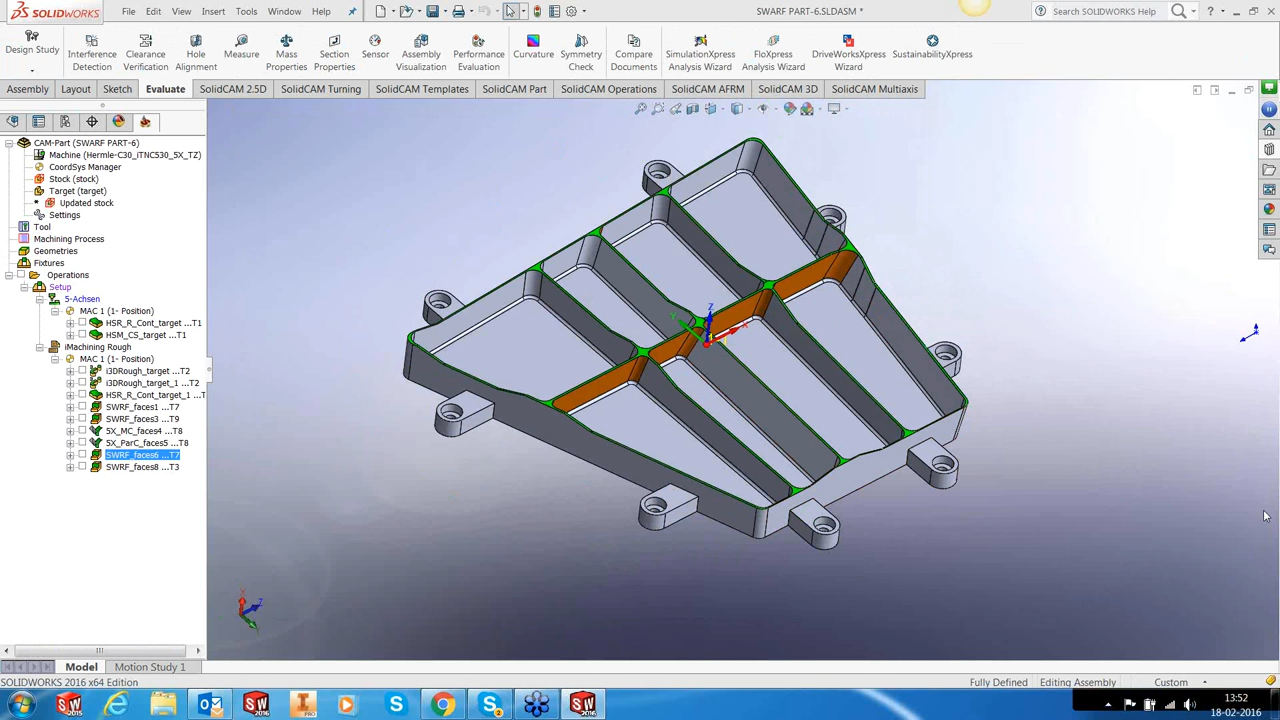 SOLIDWORKS File Edit View Insert Tools Window Help SWARF PART-6.SLDASM * Search SOLIDWORKS Help
Design Study
Interference Detection
Clearance Verification
Hole Alignment
Measure
Mass Properties
Section Properties
Sensor
Assembly Visualization
Performance Evaluation
Curvature
Symmetry Check
Compare Documents
SimulationXpress Analysis Wizard
FloXpress Analysis Wizard
DriveWorksXpress Wizard
SustainabilityXpress
Assembly Layout Sketch Evaluate SolidCAM 2.5D SolidCAM Turning SolidCAM Templates SolidCAM Part SolidCAM Operations SolidCAM AFRM SolidCAM 3D SolidCAM Multiaxis
CAM-Part (SWARF PART-6)
Machine (Hermle-C30_iTNC530_5X_TZ)
CoordSys Manager
Stock (stock)
Target (target)
Updated stock
Settings
Tool
Machining Process
Geometries
Fixtures
Operations
Setup
5-Achsen
MAC 1 (1- Position)
HSR_R_Cont_target ...T1
HSM_CS_target ...T1
iMachining Rough
MAC 1 (1- Position)
i3DRough_target ...T2
i3DRough_target_1 ...T2
HSR_R_Cont_target_1 ...T
SWRF_faces1 ...T7
SWRF_faces3 ...T9
5X_MC_faces4 ...T8
5X_ParC_faces5 ...T8
SWRF_faces6 ...T7
SWRF_faces8 ...T3
Z
Y
X
X
Z
Y
Model Motion Study 1
SOLIDWORKS 2016 x64 Edition Fully Defined Editing Assembly Custom
13:52
18-02-2016